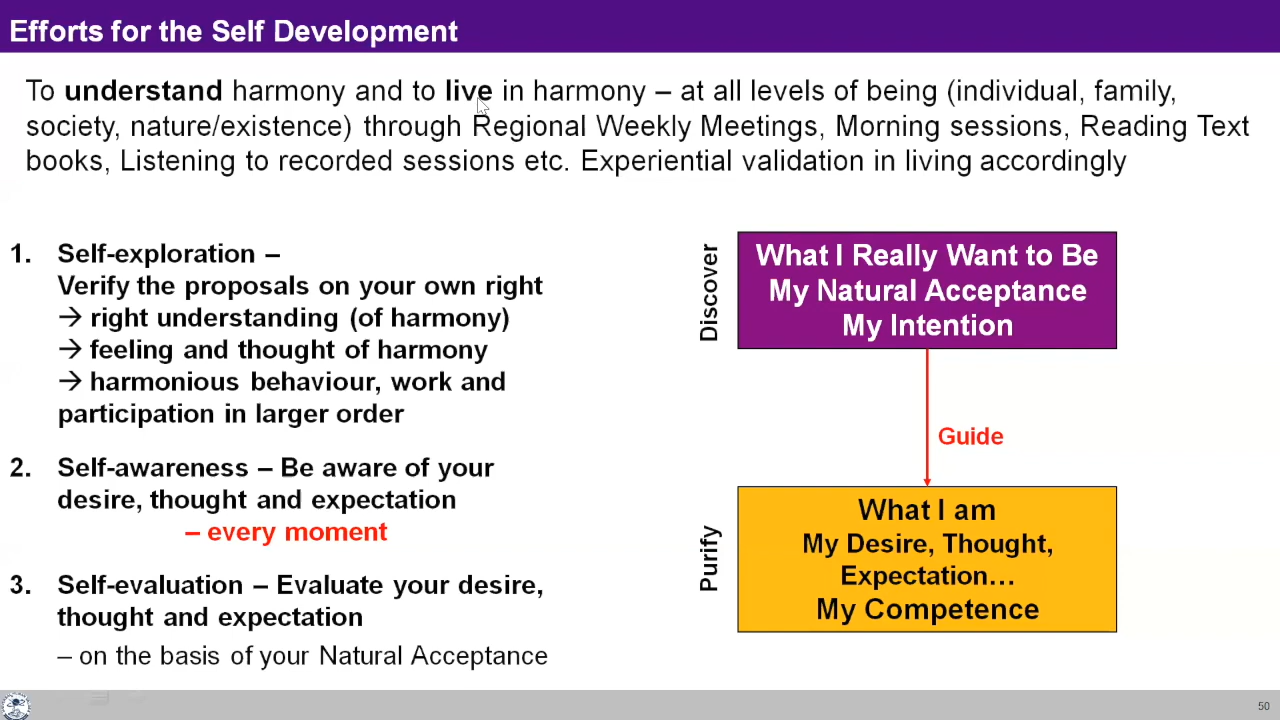 Efforts for the Self Development
To understand harmony and to live in harmony – at all levels of being (individual, family,
society, nature/existence) through Regional Weekly Meetings, Morning sessions, Reading Text
books, Listening to recorded sessions etc. Experiential validation in living accordingly
1. Self-exploration –
Verify the proposals on your own right
→ right understanding (of harmony)
→ feeling and thought of harmony
→ harmonious behaviour, work and
participation in larger order
2. Self-awareness – Be aware of your
desire, thought and expectation
– every moment
3. Self-evaluation – Evaluate your desire,
thought and expectation
– on the basis of your Natural Acceptance
Discover
What I Really Want to Be
My Natural Acceptance
My Intention
Guide
Purify
What I am
My Desire, Thought,
Expectation…
My Competence
50